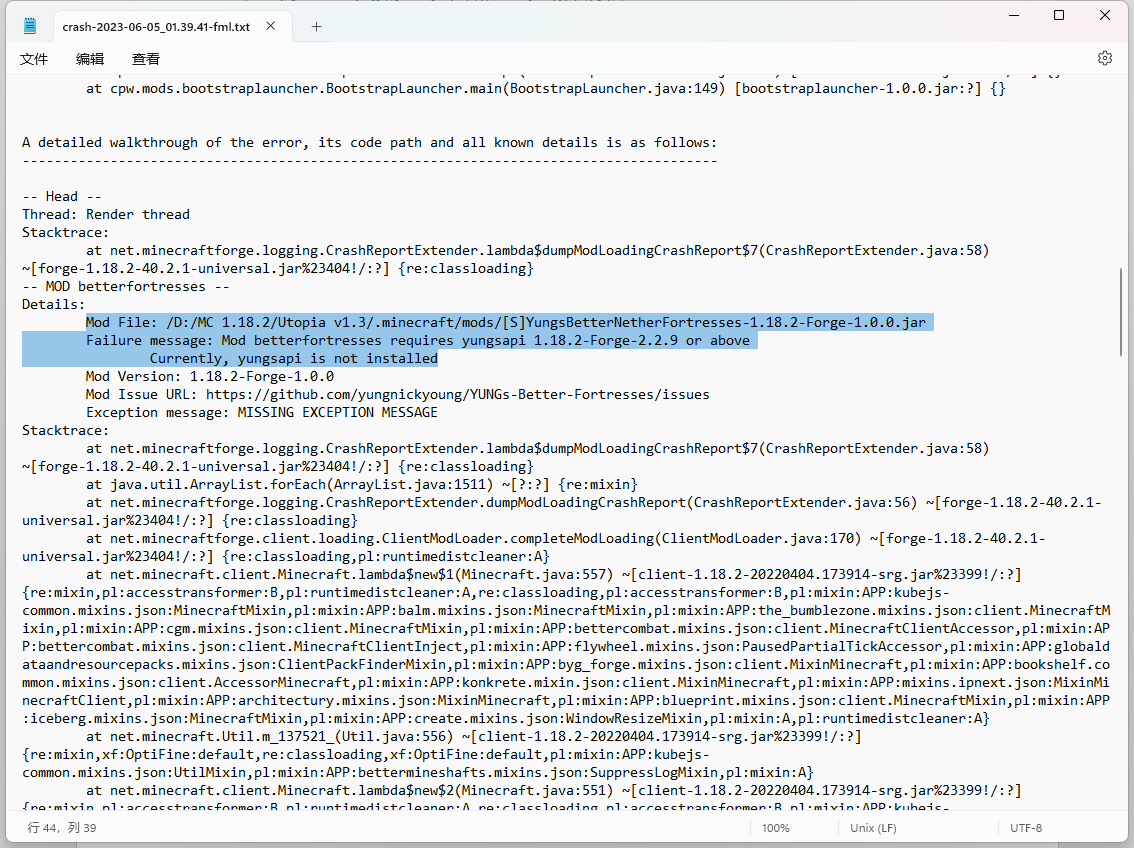 crash-2023-06-05_01.39.41-fml.txt
文件 编辑 查看
at cpw.mods.bootstraplauncher.BootstrapLauncher.main(BootstrapLauncher.java:149) [bootstraplauncher-1.0.0.jar:?] {}
A detailed walkthrough of the error, its code path and all known details is as follows:
---------------------------------------------------------------------------------------
-- Head --
Thread: Render thread
Stacktrace:
at net.minecraftforge.logging.CrashReportExtender.lambda$dumpModLoadingCrashReport$7(CrashReportExtender.java:58)
~[forge-1.18.2-40.2.1-universal.jar%23404!/:?] {re:classloading}
-- MOD betterfortresses --
Details:
Mod File: /D:/MC 1.18.2/Utopia v1.3/.minecraft/mods/[S]YungsBetterNetherFortresses-1.18.2-Forge-1.0.0.jar
Failure message: Mod betterfortresses requires yungsapi 1.18.2-Forge-2.2.9 or above
Currently, yungsapi is not installed
Mod Version: 1.18.2-Forge-1.0.0
Mod Issue URL: https://github.com/yungnickyoung/YUNGs-Better-Fortresses/issues
Exception message: MISSING EXCEPTION MESSAGE
Stacktrace:
at net.minecraftforge.logging.CrashReportExtender.lambda$dumpModLoadingCrashReport$7(CrashReportExtender.java:58)
~[forge-1.18.2-40.2.1-universal.jar%23404!/:?] {re:classloading}
at java.util.ArrayList.forEach(ArrayList.java:1511) ~[?:?] {re:mixin}
at net.minecraftforge.logging.CrashReportExtender.dumpModLoadingCrashReport(CrashReportExtender.java:56) ~[forge-1.18.2-40.2.1-
universal.jar%23404!/:?] {re:classloading}
at net.minecraftforge.client.loading.ClientModLoader.completeModLoading(ClientModLoader.java:170) ~[forge-1.18.2-40.2.1-
universal.jar%23404!/:?] {re:classloading,pl:runtimedistcleaner:A}
at net.minecraft.client.Minecraft.lambda$new$1(Minecraft.java:557) ~[client-1.18.2-20220404.173914-srg.jar%23399!/:?]
{re:mixin,pl:accesstransformer:B,pl:runtimedistcleaner:A,re:classloading,pl:accesstransformer:B,pl:mixin:APP:kubejs-
common.mixins.json:MinecraftMixin,pl:mixin:APP:balm.mixins.json:MinecraftMixin,pl:mixin:APP:the_bumblezone.mixins.json:client.MinecraftM
ixin,pl:mixin:APP:cgm.mixins.json:client.MinecraftMixin,pl:mixin:APP:bettercombat.mixins.json:client.MinecraftClientAccessor,pl:mixin:AP
P:bettercombat.mixins.json:client.MinecraftClientInject,pl:mixin:APP:flywheel.mixins.json:PausedPartialTickAccessor,pl:mixin:APP:globald
ataandresourcepacks.mixins.json:ClientPackFinderMixin,pl:mixin:APP:byg_forge.mixins.json:client.MixinMinecraft,pl:mixin:APP:bookshelf.co
mmon.mixins.json:client.AccessorMinecraft,pl:mixin:APP:konkrete.mixin.json:client.MixinMinecraft,pl:mixin:APP:mixins.ipnext.json:MixinMi
necraftClient,pl:mixin:APP:architectury.mixins.json:MixinMinecraft,pl:mixin:APP:blueprint.mixins.json:client.MinecraftMixin,pl:mixin:APP
:iceberg.mixins.json:MinecraftMixin,pl:mixin:APP:create.mixins.json:WindowResizeMixin,pl:mixin:A,pl:runtimedistcleaner:A}
at net.minecraft.Util.m_137521_(Util.java:556) ~[client-1.18.2-20220404.173914-srg.jar%23399!/:?]
{re:mixin,xf:OptiFine:default,re:classloading,xf:OptiFine:default,pl:mixin:APP:kubejs-
common.mixins.json:UtilMixin,pl:mixin:APP:bettermineshafts.mixins.json:SuppressLogMixin,pl:mixin:A}
at net.minecraft.client.Minecraft.lambda$new$2(Minecraft.java:551) ~[client-1.18.2-20220404.173914-srg.jar%23399!/:?]
{re:mixin,pl:accesstransformer:B,pl:runtimedistcleaner:A,re:classloading,pl:accesstransformer:B,pl:mixin:APP:kubejs-
行 44, 列 39 100% Unix (LF) UTF-8